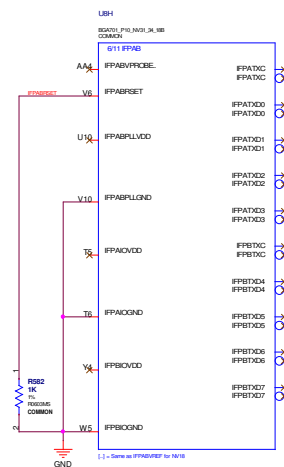 U8H
BGA701_P10_NV31_34_18B
COMMON
6/11 IFPAB
AA4 IFPABVPROBE IFPATXC
IFPATXC
V6 IFPABRSET
IFPABRSET
IFPATXD0
IFPATXD0
U10 IFPABPLLVDD IFPATXD1
IFPATXD1
IFPATXD2
IFPATXD2
V10 IFPABPLLGND
IFPATXD3
IFPATXD3
T5 IFPAIOVDD IFPBTXC
IFPBTXC
IFPBTXD4
IFPBTXD4
T6 IFPAIOGND IFPBTXD5
IFPBTXD5
IFPBTXD6
IFPBTXD6
Y4 IFPBIOVDD
1
R582
1K
1%
R0603MS
COMMON
2
IFPBTXD7
IFPBTXD7
W5 IFPBIOGND
[..] = Same as IFPABVREF for NV18
GND